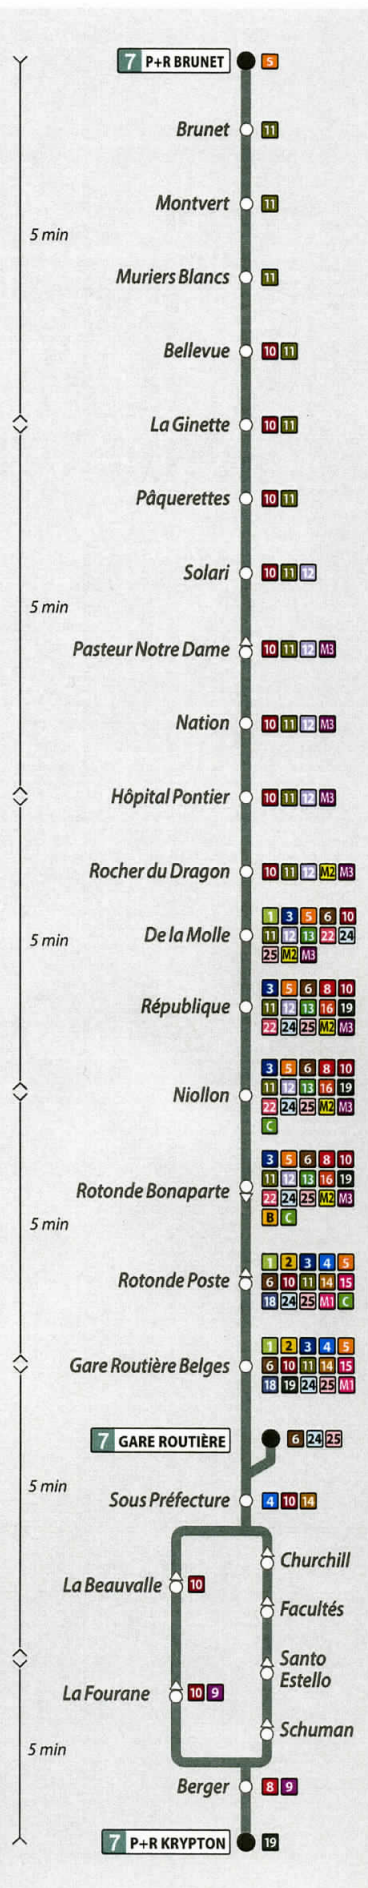 7 P+R BRUNET 5
Brunet 11
Montvert 11
5 min
Muriers Blancs 11
Bellevue 10 11
La Ginette 10 11
Pâquerettes 10 11
Solari 10 11 12
5 min
Pasteur Notre Dame 10 11 12 M3
Nation 10 11 12 M3
Hôpital Pontier 10 11 12 M3
Rocher du Dragon 10 11 12 M2 M3
1 3 5 6 10
5 min
De la Molle 11 12 13 22 24
25 M2 M3
3 5 6 8 10
République 11 12 13 16 19
22 24 25 M2 M3
3 5 6 8 10
Niollon 11 12 13 16 19
22 24 25 M2 M3
C
3 5 6 8 10
Rotonde Bonaparte 11 12 13 16 19
22 24 25 M2 M3
B C
5 min
1 2 3 4 5
Rotonde Poste 6 10 11 14 15
18 24 25 M1 C
1 2 3 4 5
Gare Routière Belges 6 10 11 14 15
18 19 24 25 M1
7 GARE ROUTIÈRE 6 24 25
5 min
Sous Préfecture 4 10 14
Churchill
La Beauvalle 10
Facultés
Santo
Estello
La Fourane 10 9
Schuman
5 min
Berger 8 9
7 P+R KRYPTON 19